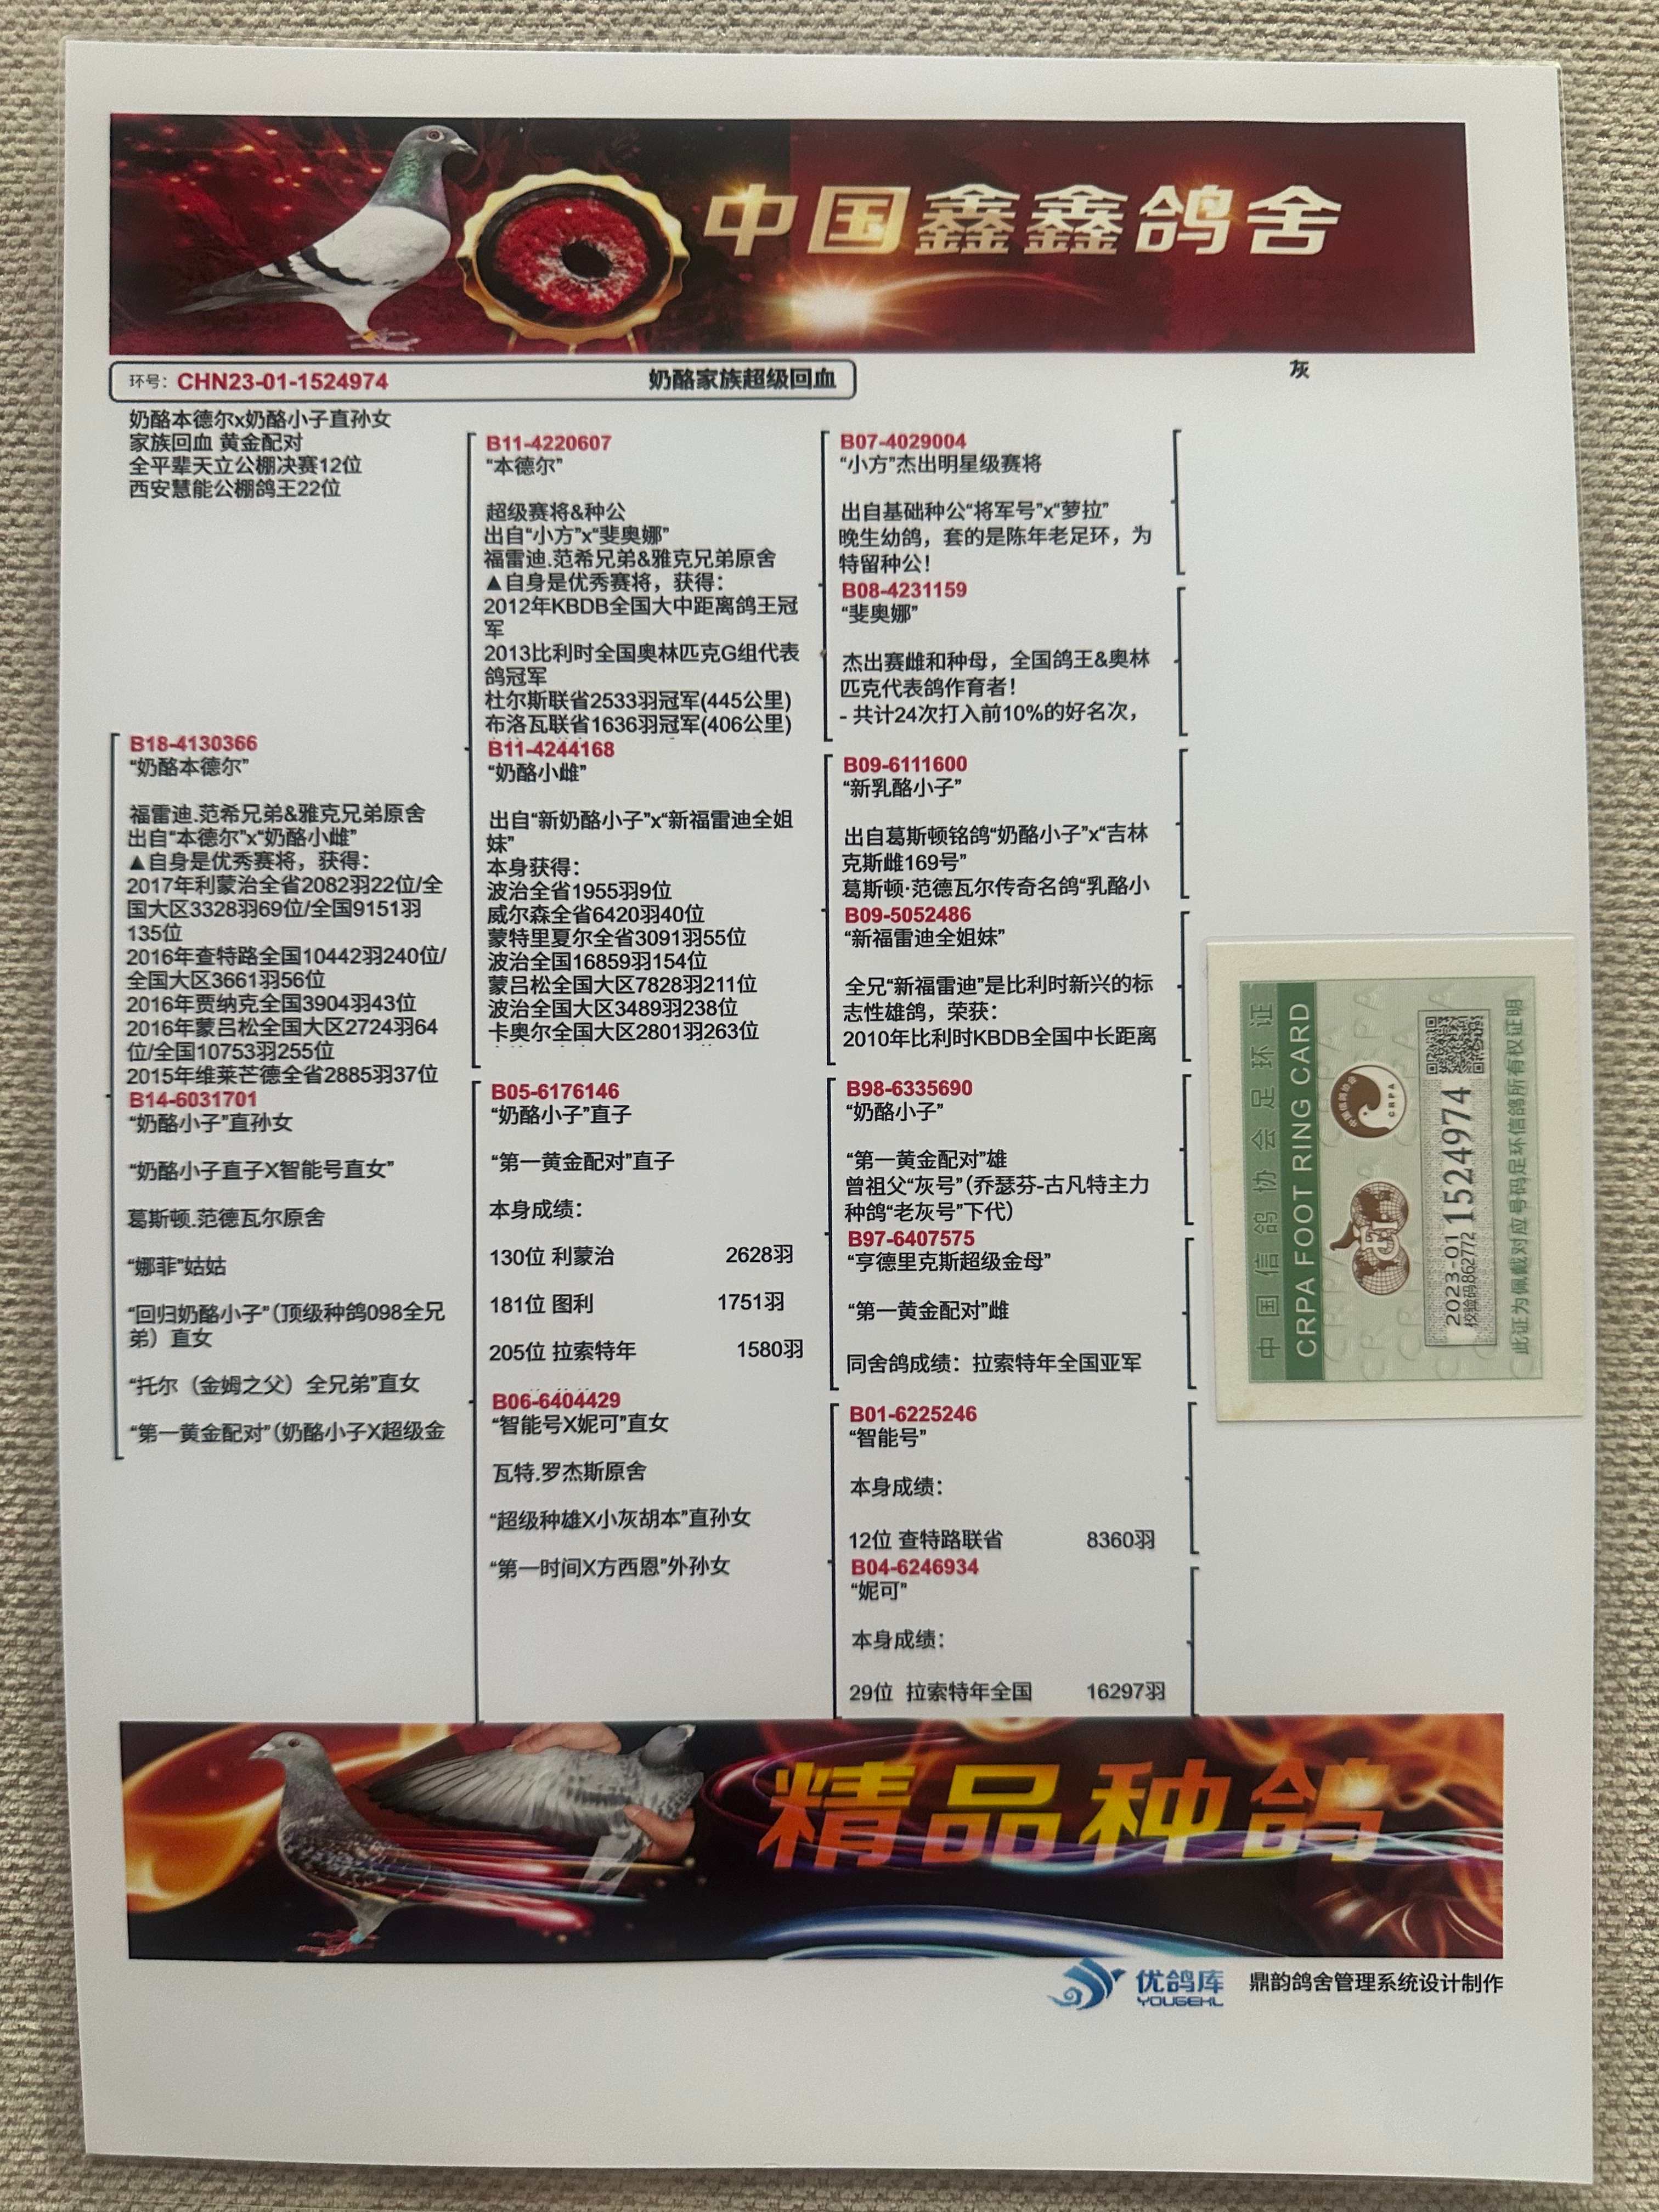 中国鑫鑫鸽舍
环号：CHN23-01-1524974 奶酪家族超级回血
灰
奶酪本德尔x奶酪小子直孙女
家族回血 黄金配对
全平辈天立公棚决赛12位
西安慧能公棚鸽王22位
B18-4130366
“奶酪本德尔”
福雷迪.范希兄弟&雅克兄弟原舍
出自“本德尔”x“奶酪小雌”
▲自身是优秀赛将，获得：
2017年利蒙治全省2082羽22位/全
国大区3328羽69位/全国9151羽
135位
2016年查特路全国10442羽240位/
全国大区3661羽56位
2016年贾纳克全国3904羽43位
2016年蒙吕松全国大区2724羽64
位/全国10753羽255位
2015年维莱芒德全省2885羽37位
B14-6031701
“奶酪小子”直孙女
“奶酪小子直子X智能号直女”
葛斯顿.范德瓦尔原舍
“娜菲”姑姑
“回归奶酪小子”（顶级种鸽098全兄
弟）直女
“托尔（金姆之父）全兄弟”直女
“第一黄金配对”（奶酪小子X超级金
B11-4220607
“本德尔”
超级赛将&种公
出自“小方”x“斐奥娜”
福雷迪.范希兄弟&雅克兄弟原舍
▲自身是优秀赛将，获得：
2012年KBDB全国大中距离鸽王冠
军
2013比利时全国奥林匹克G组代表
鸽冠军
杜尔斯联省2533羽冠军(445公里)
布洛瓦联省1636羽冠军(406公里)
B11-4244168
“奶酪小雌”
出自“新奶酪小子”x“新福雷迪全姐
妹”
本身获得：
波治全省1955羽9位
威尔森全省6420羽40位
蒙特里夏尔全省3091羽55位
波治全国16859羽154位
蒙吕松全国大区7828羽211位
波治全国大区3489羽238位
卡奥尔全国大区2801羽263位
B05-6176146
“奶酪小子”直子
“第一黄金配对”直子
本身成绩：
130位 利蒙治 2628羽
181位 图利 1751羽
205位 拉索特年 1580羽
B06-6404429
“智能号X妮可”直女
瓦特.罗杰斯原舍
“超级种雄X小灰胡本”直孙女
“第一时间X方西恩”外孙女
B07-4029004
“小方”杰出明星级赛将
出自基础种公“将军号”x“萝拉”
晚生幼鸽，套的是陈年老足环，为
特留种公！
B08-4231159
“斐奥娜”
杰出赛雌和种母，全国鸽王&奥林
匹克代表鸽作育者！
- 共计24次打入前10%的好名次，
B09-6111600
“新乳酪小子”
出自葛斯顿铭鸽“奶酪小子”x“吉林
克斯雌169号”
葛斯顿·范德瓦尔传奇名鸽“乳酪小
B09-5052486
“新福雷迪全姐妹”
全兄“新福雷迪”是比利时新兴的标
志性雄鸽，荣获：
2010年比利时KBDB全国中长距离
B98-6335690
“奶酪小子”
“第一黄金配对”雄
曾祖父“灰号”（乔瑟芬-古凡特主力
种鸽“老灰号”下代）
B97-6407575
“亨德里克斯超级金母”
“第一黄金配对”雌
同舍鸽成绩：拉索特年全国亚军
B01-6225246
“智能号”
本身成绩：
12位 查特路联省 8360羽
B04-6246934
“妮可”
本身成绩：
29位 拉索特年全国 16297羽
中国信鸽协会足环证
CRPA FOOT RING CARD
中国信鸽协会
CRPA
FCI
2023-01 1524974
校验码862772
此证为佩戴对应号码足环信鸽所有权证明
精品种鸽
优鸽库
YOUGEKU
鼎韵鸽舍管理系统设计制作